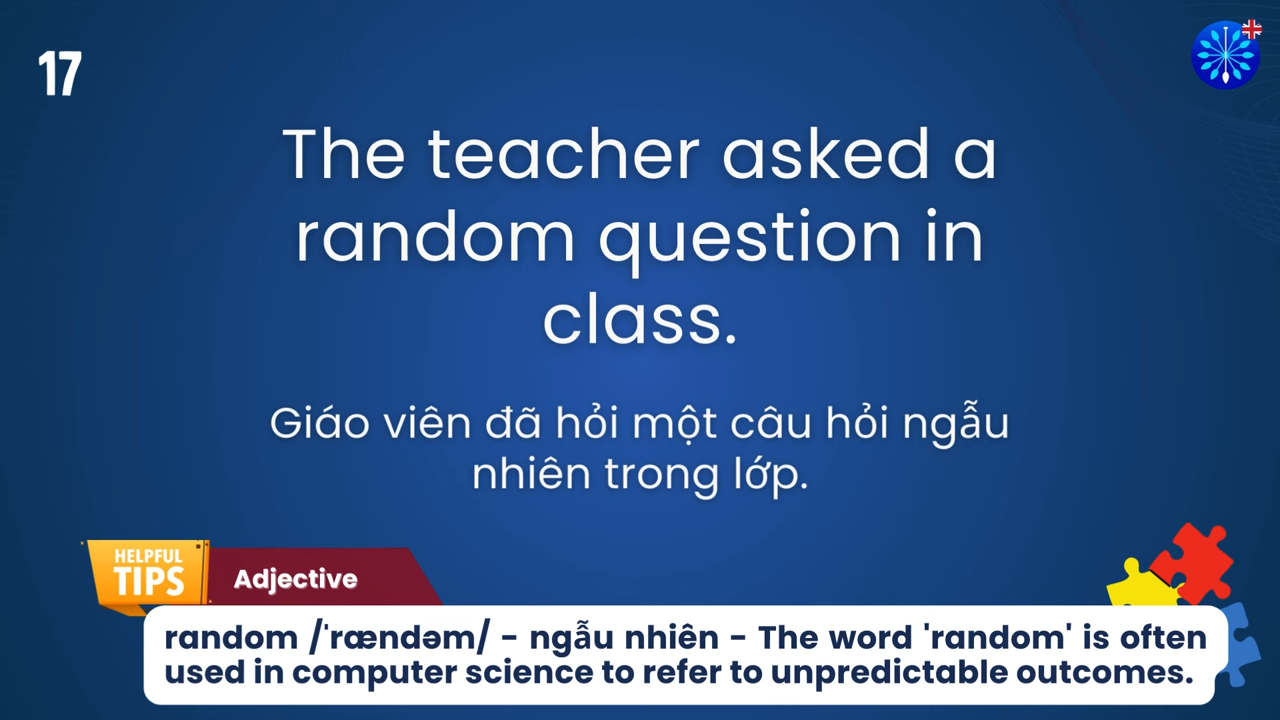 17
The teacher asked a
random question in
class.
Giáo viên đã hỏi một câu hỏi ngẫu
nhiên trong lớp.
HELPFUL
TIPS
Adjective
random /ˈrændəm/ - ngẫu nhiên - The word 'random' is often
used in computer science to refer to unpredictable outcomes.